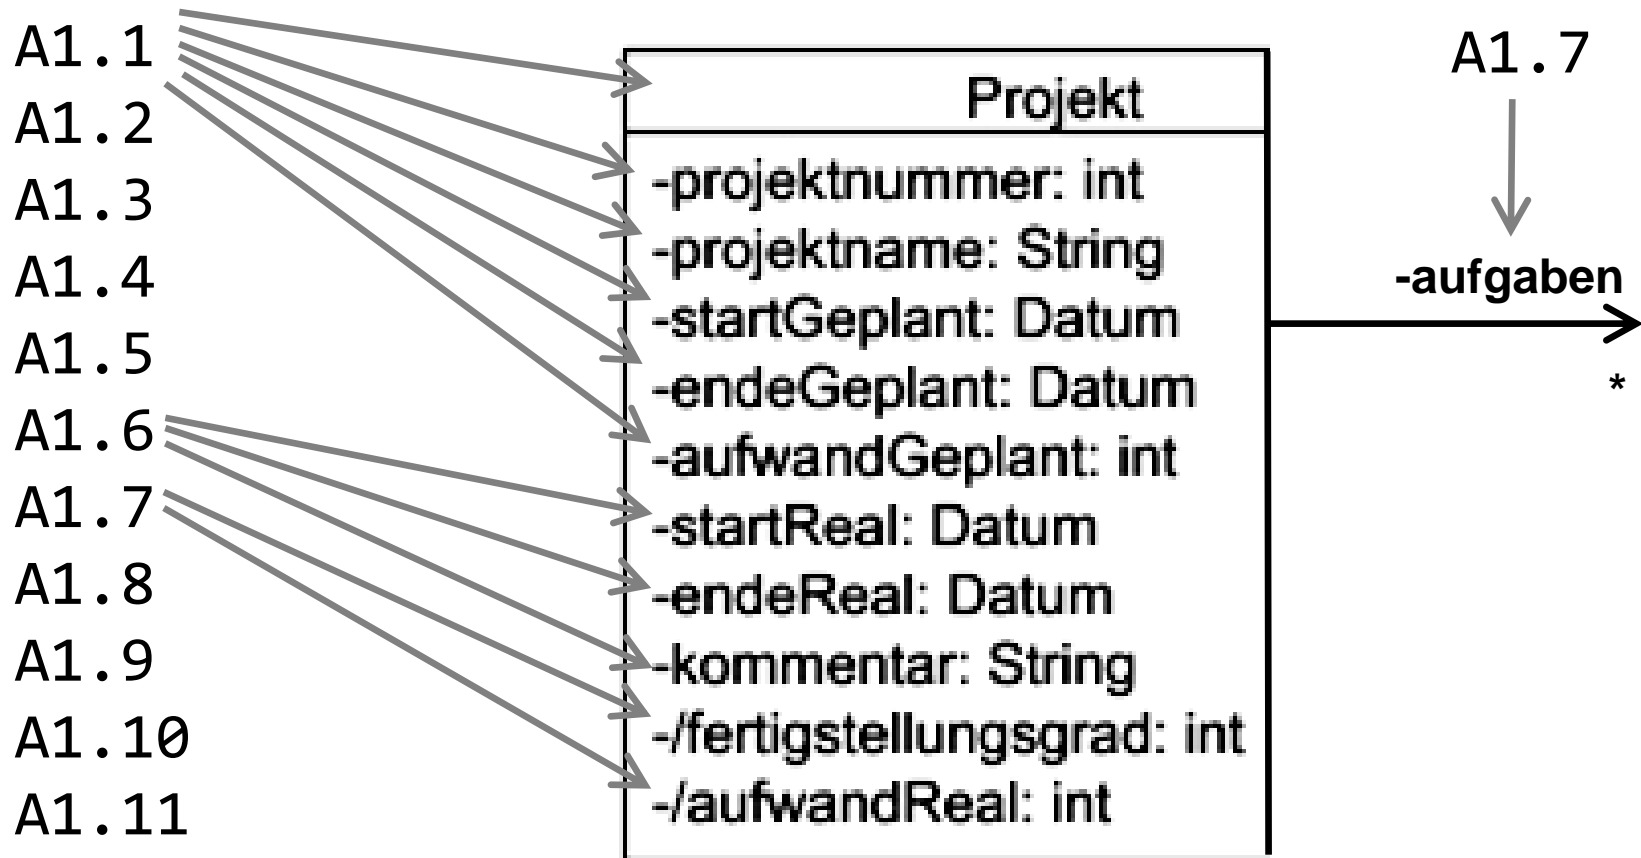 A1.1
A1.2
A1.3
A1.4
A1.5
A1.6
A1.7
A1.8
A1.9
A1.10
A1.11
Projekt
-projektnummer: int
-projektname: String
-startGeplant: Datum
-endeGeplant: Datum
-aufwandGeplant: int
-startReal: Datum
-endeReal: Datum
-kommentar: String
-/fertigstellungsgrad: int
-/aufwandReal: int
A1.7
-aufgaben
*